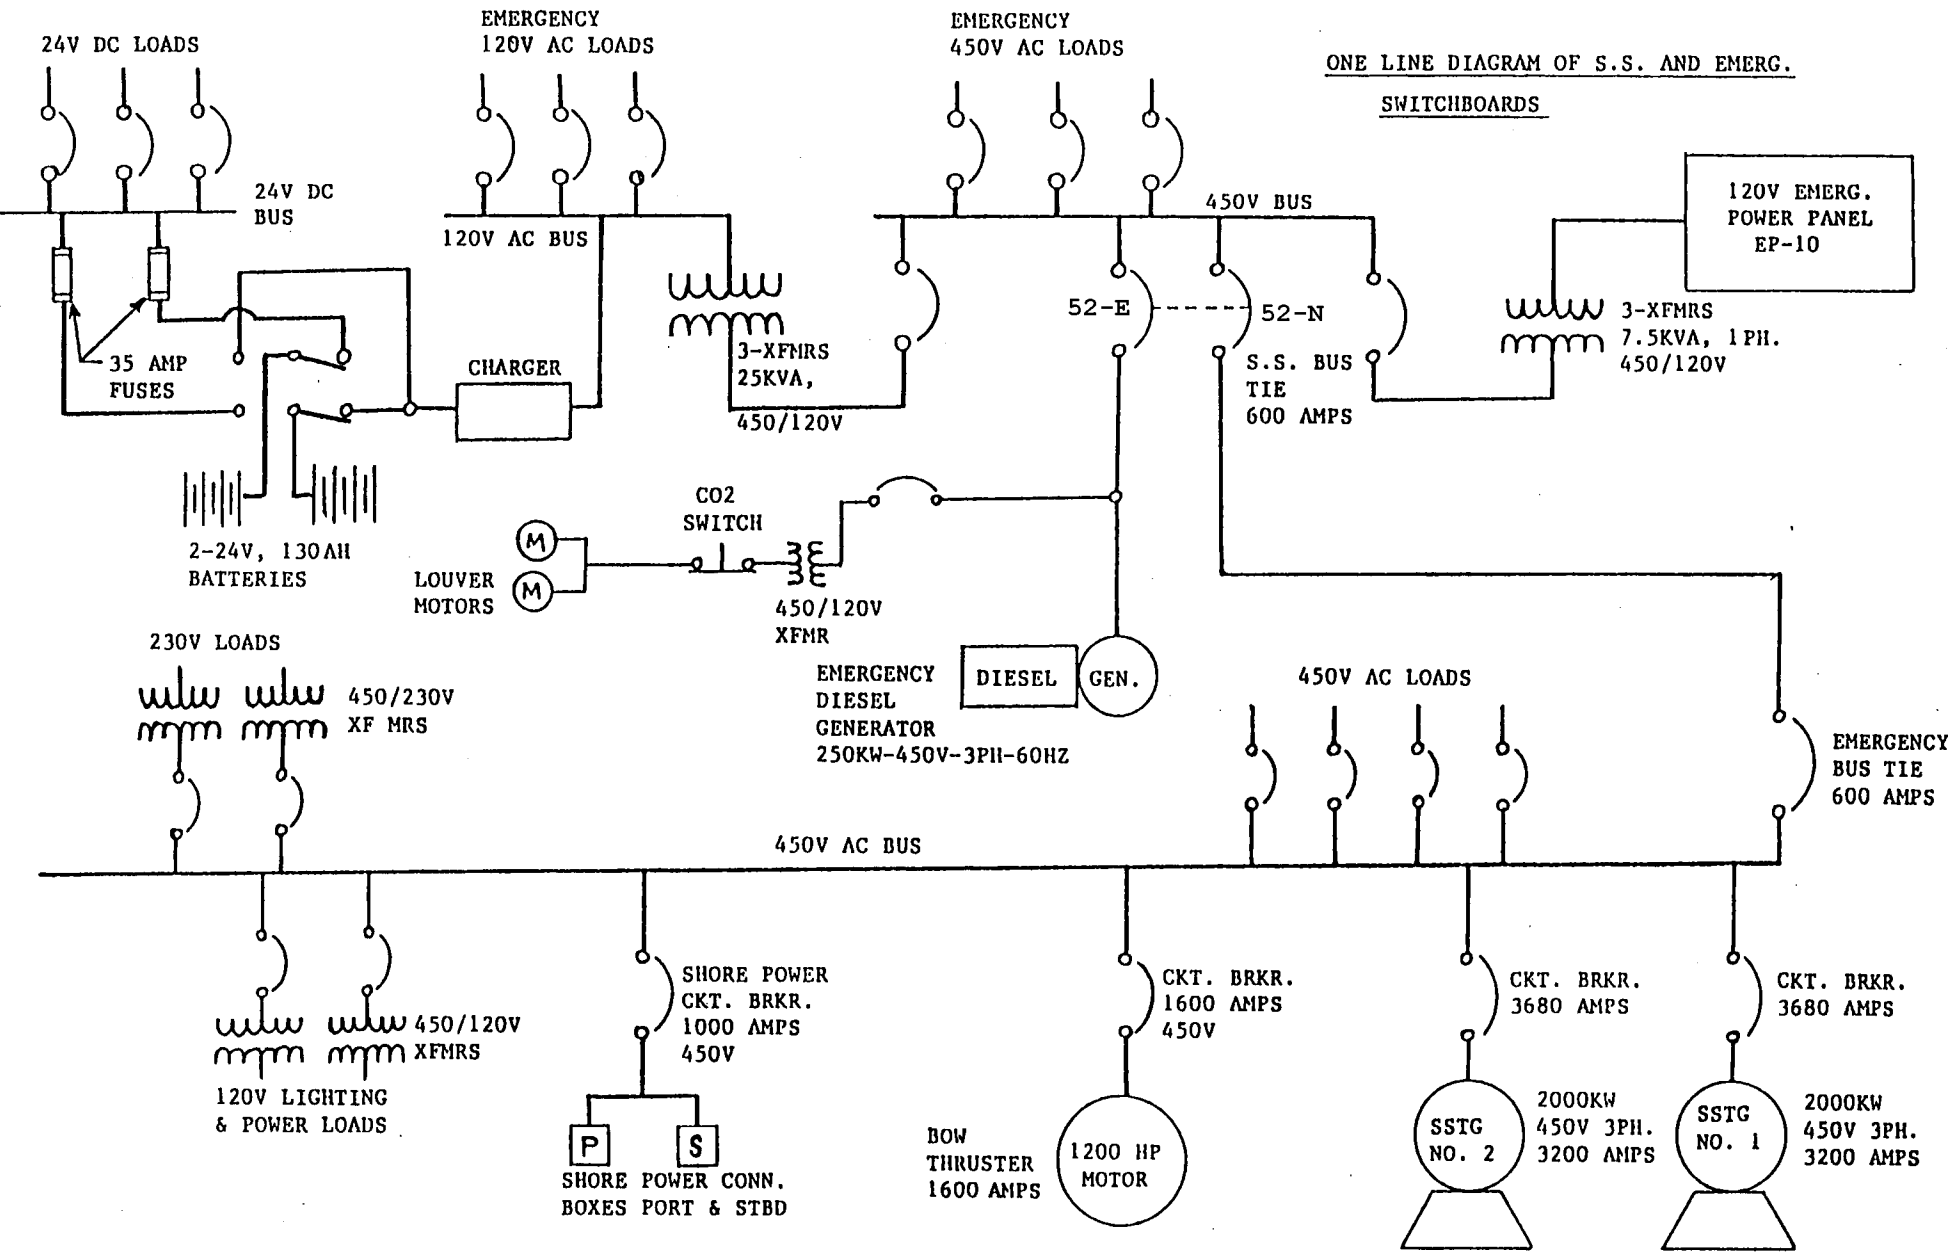 ONE LINE DIAGRAM OF S.S. AND EMERG.
SWITCHBOARDS
24V DC LOADS
EMERGENCY
120V AC LOADS
EMERGENCY
450V AC LOADS
24V DC
BUS
120V AC BUS
450V BUS
120V EMERG.
POWER PANEL
EP-10
35 AMP
FUSES
CHARGER
3-XFMRS
25KVA,
450/120V
52-E
52-N
S.S. BUS
TIE
600 AMPS
3-XFMRS
7.5KVA, 1PH.
450/120V
2-24V, 130AH
BATTERIES
CO2
SWITCH
M
M
LOUVER
MOTORS
450/120V
XFMR
EMERGENCY
DIESEL
GENERATOR
250KW-450V-3PH-60HZ
DIESEL
GEN.
230V LOADS
450/230V
XF MRS
450V AC LOADS
EMERGENCY
BUS TIE
600 AMPS
450V AC BUS
450/120V
XFMRS
120V LIGHTING
& POWER LOADS
SHORE POWER
CKT. BRKR.
1000 AMPS
450V
P
S
SHORE POWER CONN.
BOXES PORT & STBD
CKT. BRKR.
1600 AMPS
450V
BOW
THRUSTER
1600 AMPS
1200 HP
MOTOR
CKT. BRKR.
3680 AMPS
SSTG
NO. 2
2000KW
450V 3PH.
3200 AMPS
CKT. BRKR.
3680 AMPS
SSTG
NO. 1
2000KW
450V 3PH.
3200 AMPS